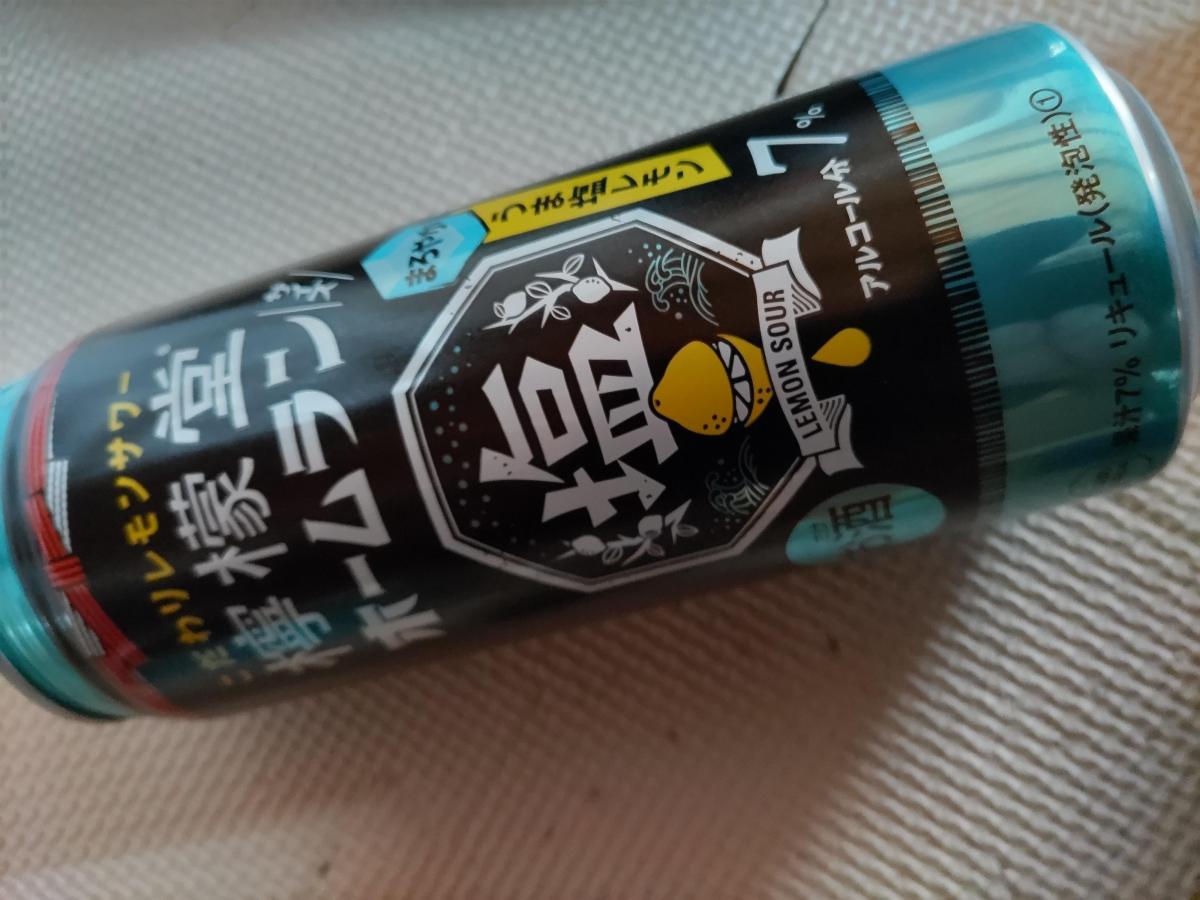 こだわりレモンサワー
檸檬堂
ホームランサイズ
まろやか
うま塩レモン
塩
LEMON SOUR
アルコール分
7%
お酒
果汁7% リキュール(発泡性)①